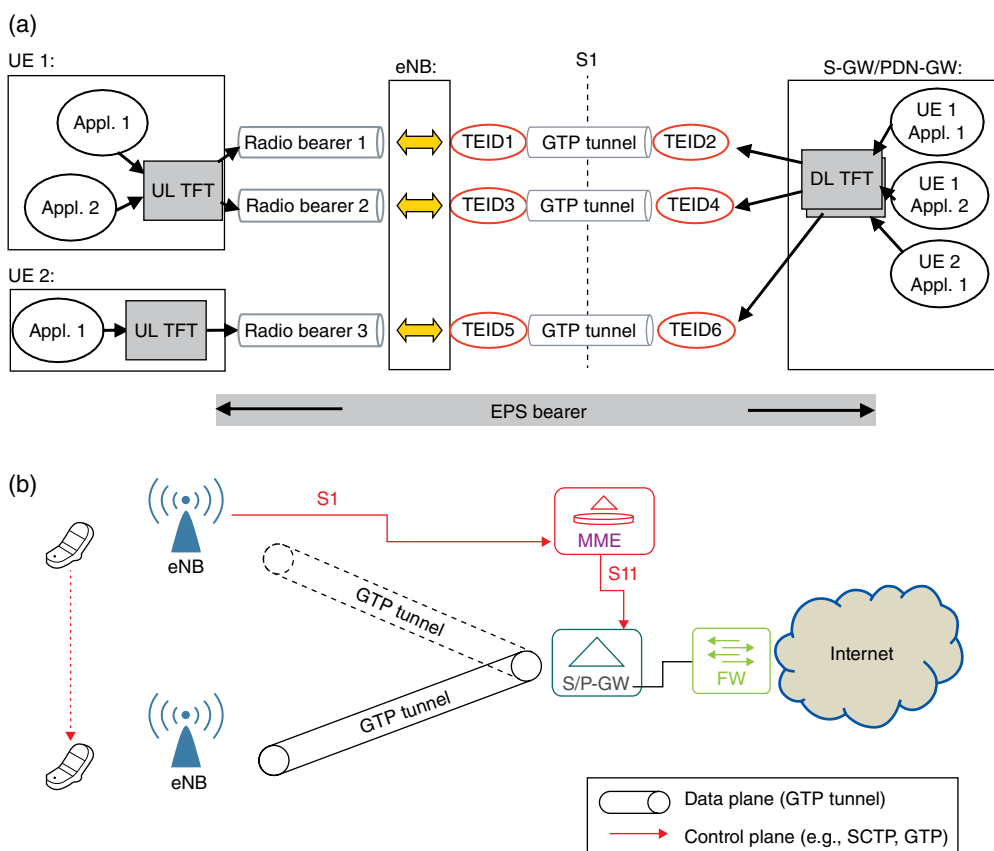 (a)
UE 1:
eNB:
S1
S-GW/PDN-GW:
Appl. 1
Appl. 2
UL TFT
Radio bearer 1
TEID1
GTP tunnel
TEID2
Radio bearer 2
TEID3
GTP tunnel
TEID4
DL TFT
UE 1
Appl. 1
UE 1
Appl. 2
UE 2
Appl. 1
UE 2:
Appl. 1
UL TFT
Radio bearer 3
TEID5
GTP tunnel
TEID6
EPS bearer
(b)
eNB
S1
MME
S11
GTP tunnel
GTP tunnel
S/P-GW
FW
Internet
eNB
Data plane (GTP tunnel)
Control plane (e.g., SCTP, GTP)